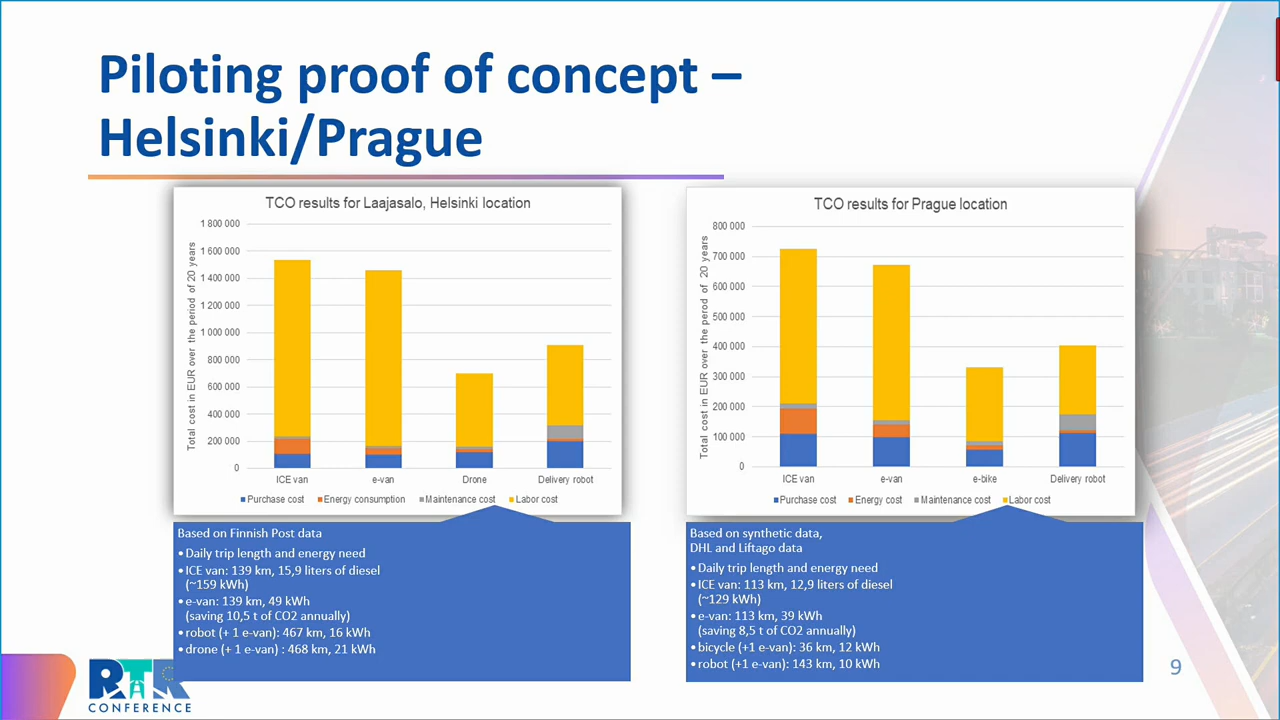 Piloting proof of concept –
Helsinki/Prague
TCO results for Laajasalo, Helsinki location
Total cost in EUR over the period of 20 years
1 800 000
1 600 000
1 400 000
1 200 000
1 000 000
800 000
600 000
400 000
200 000
0
ICE van e-van Drone Delivery robot
Purchase cost Energy consumption Maintenance cost Labor cost
Based on Finnish Post data
• Daily trip length and energy need
• ICE van: 139 km, 15,9 liters of diesel
(~159 kWh)
• e-van: 139 km, 49 kWh
(saving 10,5 t of CO2 annually)
• robot (+ 1 e-van): 467 km, 16 kWh
• drone (+ 1 e-van) : 468 km, 21 kWh
TCO results for Prague location
Total cost in EUR over the period of 20 years
800 000
700 000
600 000
500 000
400 000
300 000
200 000
100 000
0
ICE van e-van e-bike Delivery robot
Purchase cost Energy cost Maintenance cost Labor cost
Based on synthetic data,
DHL and Liftago data
• Daily trip length and energy need
• ICE van: 113 km, 12,9 liters of diesel
(~129 kWh)
• e-van: 113 km, 39 kWh
(saving 8,5 t of CO2 annually)
• bicycle (+1 e-van): 36 km, 12 kWh
• robot (+1 e-van): 143 km, 10 kWh
RTR
CONFERENCE
9